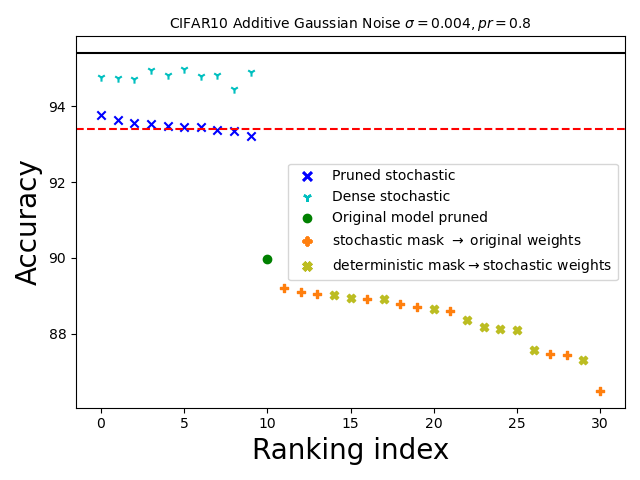 CIFAR10 Additive Gaussian Noise σ = 0.004, pr = 0.8
Accuracy
94
92
90
88
Pruned stochastic
Dense stochastic
Original model pruned
stochastic mask → original weights
deterministic mask → stochastic weights
0 5 10 15 20 25 30
Ranking index